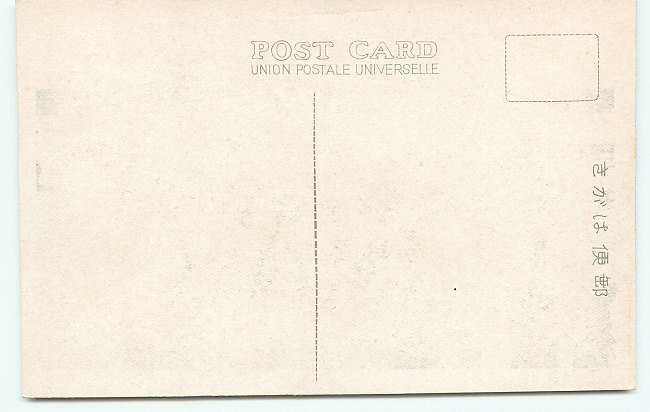 POST CARD
UNION POSTALE UNIVERSELLE
きがは便郵